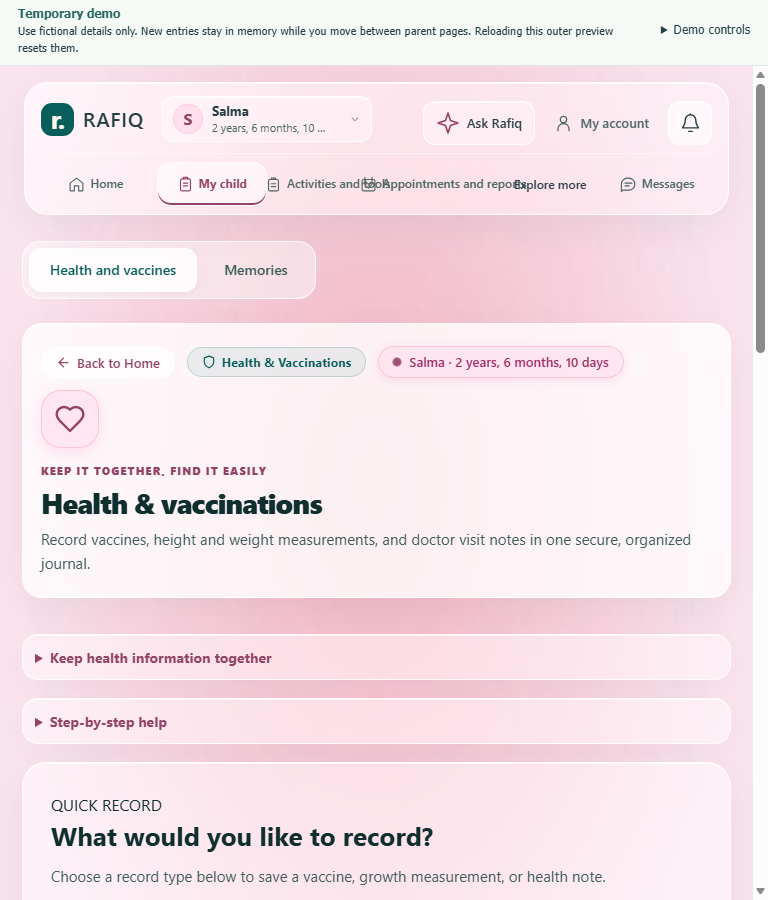 Temporary demo
Use fictional details only. New entries stay in memory while you move between parent pages. Reloading this outer preview
resets them.
▶ Demo controls
r. RAFIQ
S
Salma
2 years, 6 months, 10 ...
Ask Rafiq
My account
Home
My child
Activities and tools
Appointments and reports
Explore more
Messages
Health and vaccines
Memories
← Back to Home
Health & Vaccinations
Salma · 2 years, 6 months, 10 days
KEEP IT TOGETHER, FIND IT EASILY
Health & vaccinations
Record vaccines, height and weight measurements, and doctor visit notes in one secure, organized
journal.
▶ Keep health information together
▶ Step-by-step help
QUICK RECORD
What would you like to record?
Choose a record type below to save a vaccine, growth measurement, or health note.